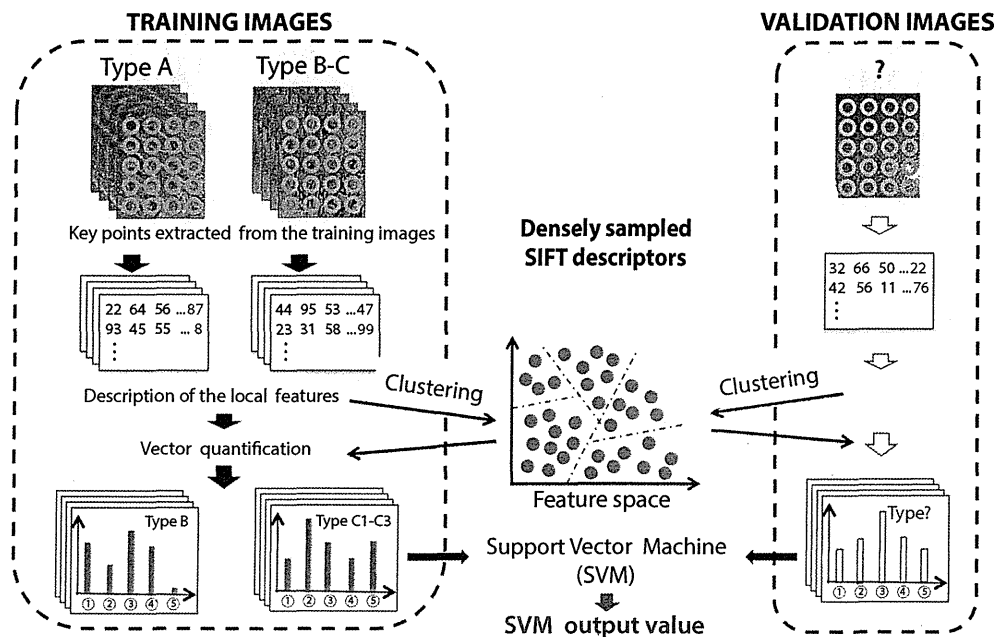 TRAINING IMAGES
Type A
Type B-C
Key points extracted from the training images
22 64 56 ...87
93 45 55 ... 8
44 95 53 ...47
23 31 58 ...99
Description of the local features
Vector quantification
Type B
① ② ③ ④ ⑤
Type C1-C3
① ② ③ ④ ⑤
Densely sampled
SIFT descriptors
Clustering
Clustering
Feature space
Support Vector Machine
(SVM)
SVM output value
VALIDATION IMAGES
?
32 66 50 ...22
42 56 11 ...76
Type?
① ② ③ ④ ⑤